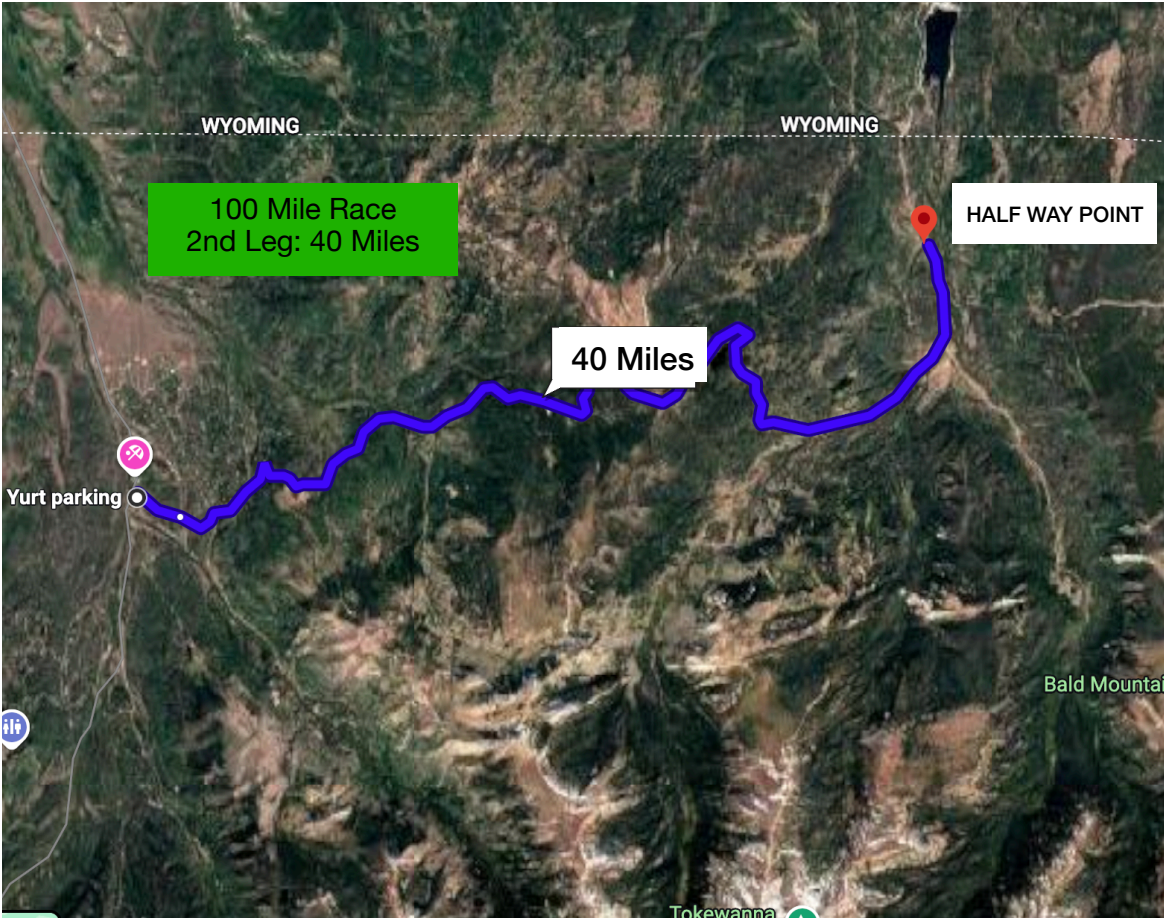 WYOMING
WYOMING
100 Mile Race
2nd Leg: 40 Miles
HALF WAY POINT
40 Miles
Yurt parking
Bald Mountai
Tokewanna